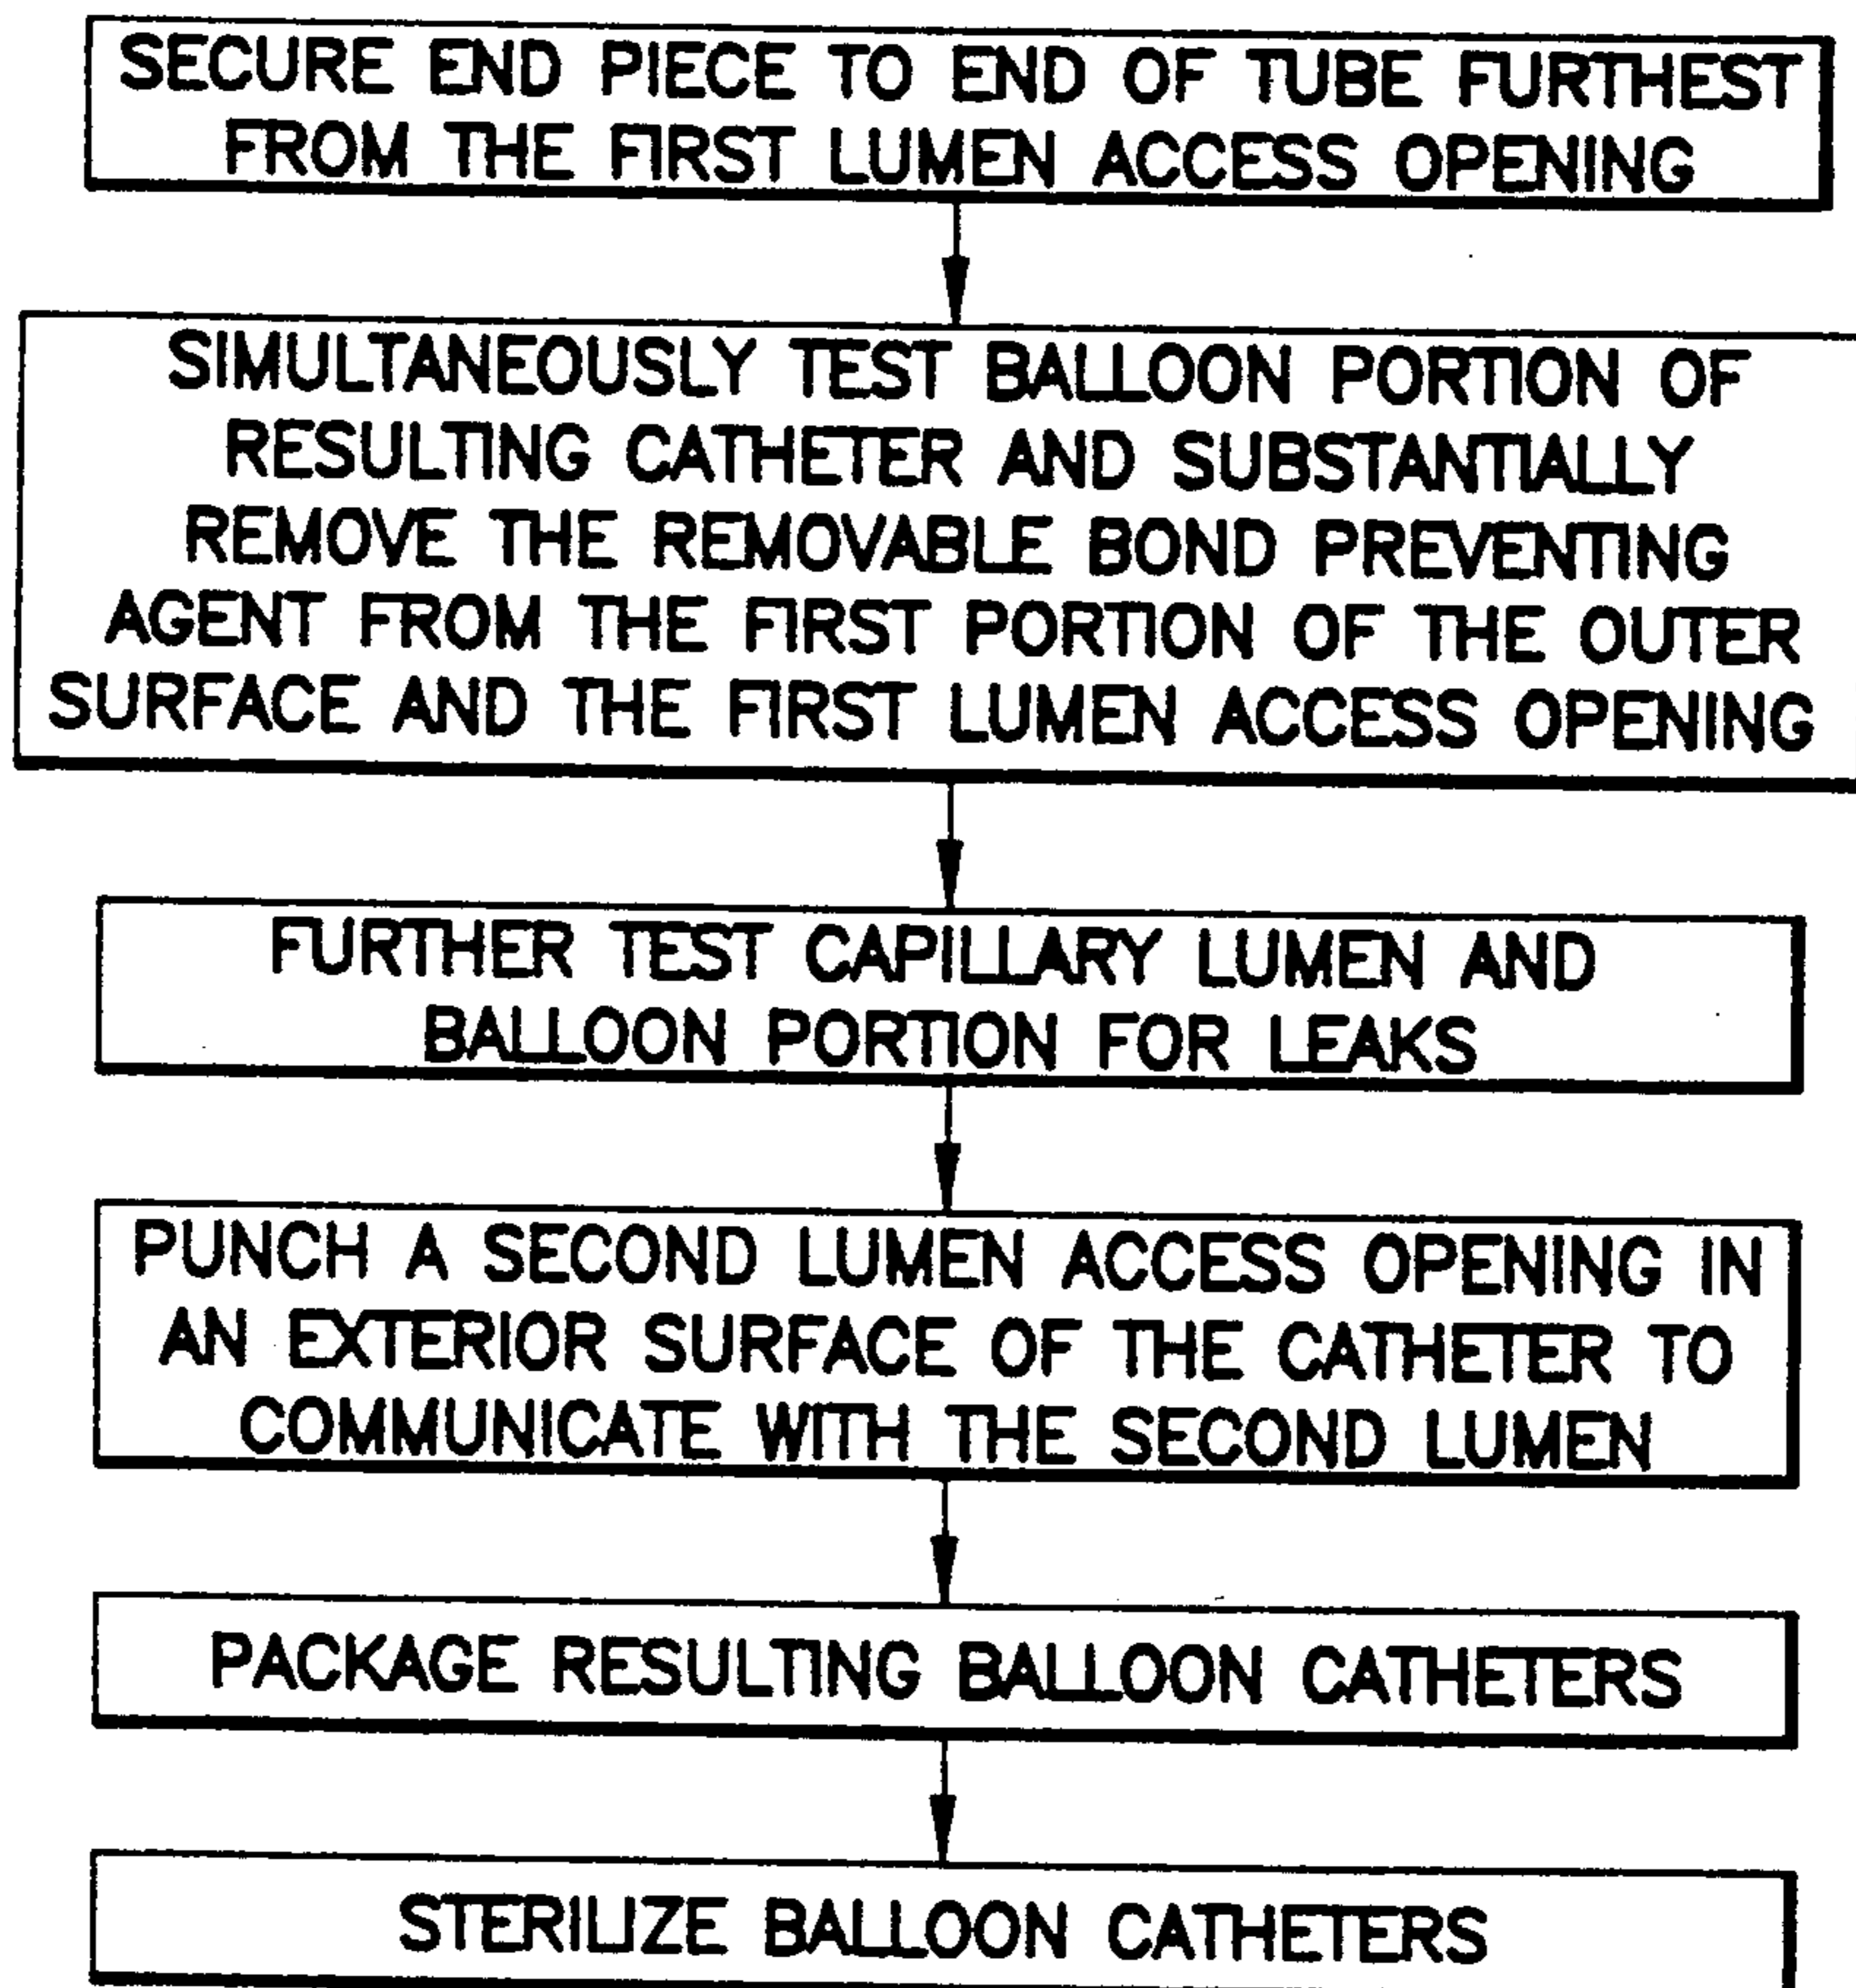 SECURE END PIECE TO END OF TUBE FURTHEST
FROM THE FIRST LUMEN ACCESS OPENING
SIMULTANEOUSLY TEST BALLOON PORTION OF
RESULTING CATHETER AND SUBSTANTIALLY
REMOVE THE REMOVABLE BOND PREVENTING
AGENT FROM THE FIRST PORTION OF THE OUTER
SURFACE AND THE FIRST LUMEN ACCESS OPENING
FURTHER TEST CAPILLARY LUMEN AND
BALLOON PORTION FOR LEAKS
PUNCH A SECOND LUMEN ACCESS OPENING IN
AN EXTERIOR SURFACE OF THE CATHETER TO
COMMUNICATE WITH THE SECOND LUMEN
PACKAGE RESULTING BALLOON CATHETERS
STERILIZE BALLOON CATHETERS